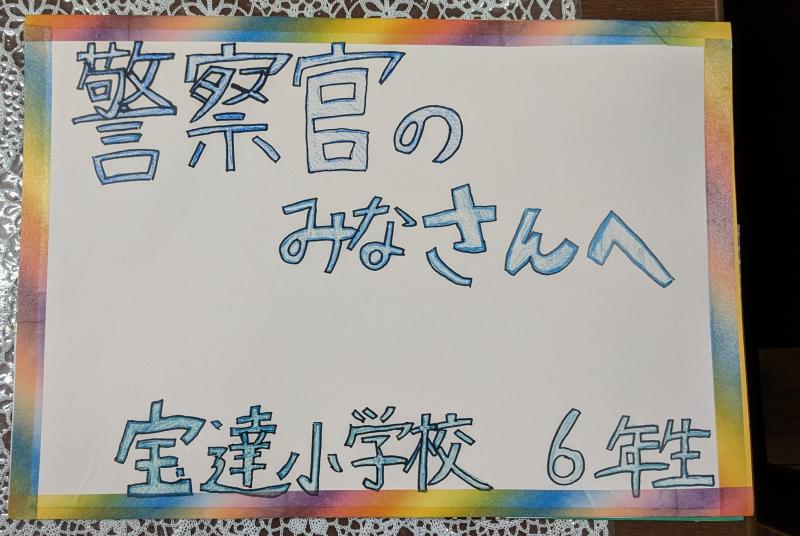 警察官の
みなさんへ
宝達小学校 6年生